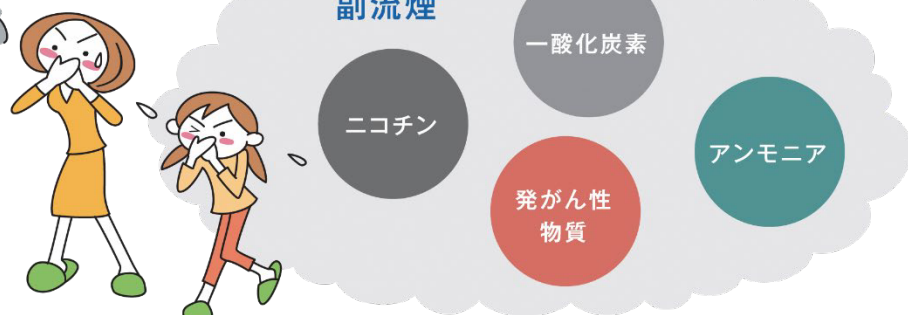 副流煙
一酸化炭素
ニコチン
アンモニア
発がん性
物質